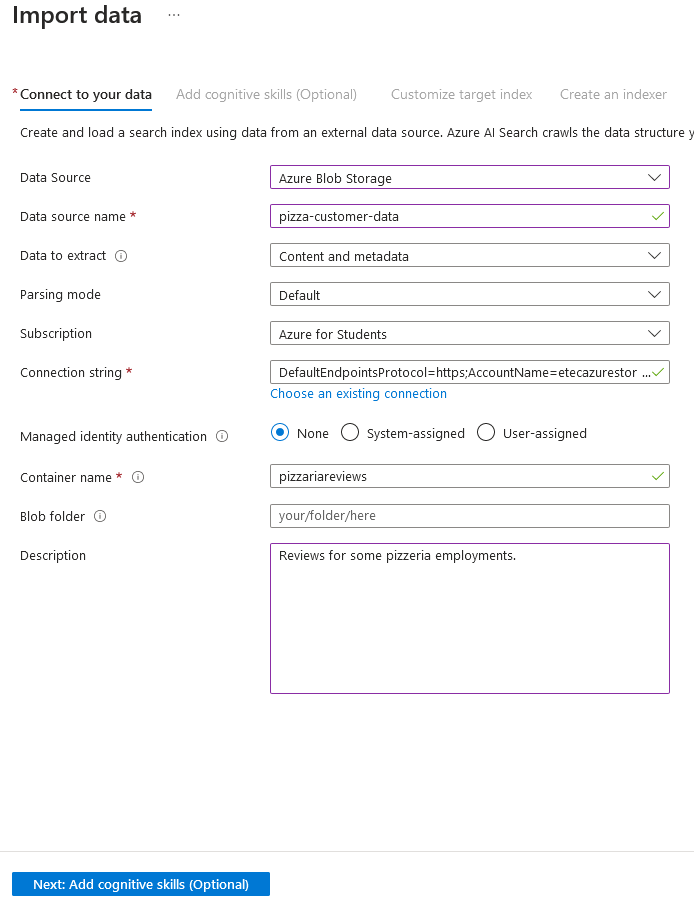 Import data ...
* Connect to your data Add cognitive skills (Optional) Customize target index Create an indexer
Create and load a search index using data from an external data source. Azure AI Search crawls the data structure y
Data Source Azure Blob Storage
Data source name * pizza-customer-data
Data to extract Content and metadata
Parsing mode Default
Subscription Azure for Students
Connection string * DefaultEndpointsProtocol=https;AccountName=etecazurestor ...
Choose an existing connection
Managed identity authentication None System-assigned User-assigned
Container name * pizzariareviews
Blob folder your/folder/here
Description Reviews for some pizzeria employments.
Next: Add cognitive skills (Optional)